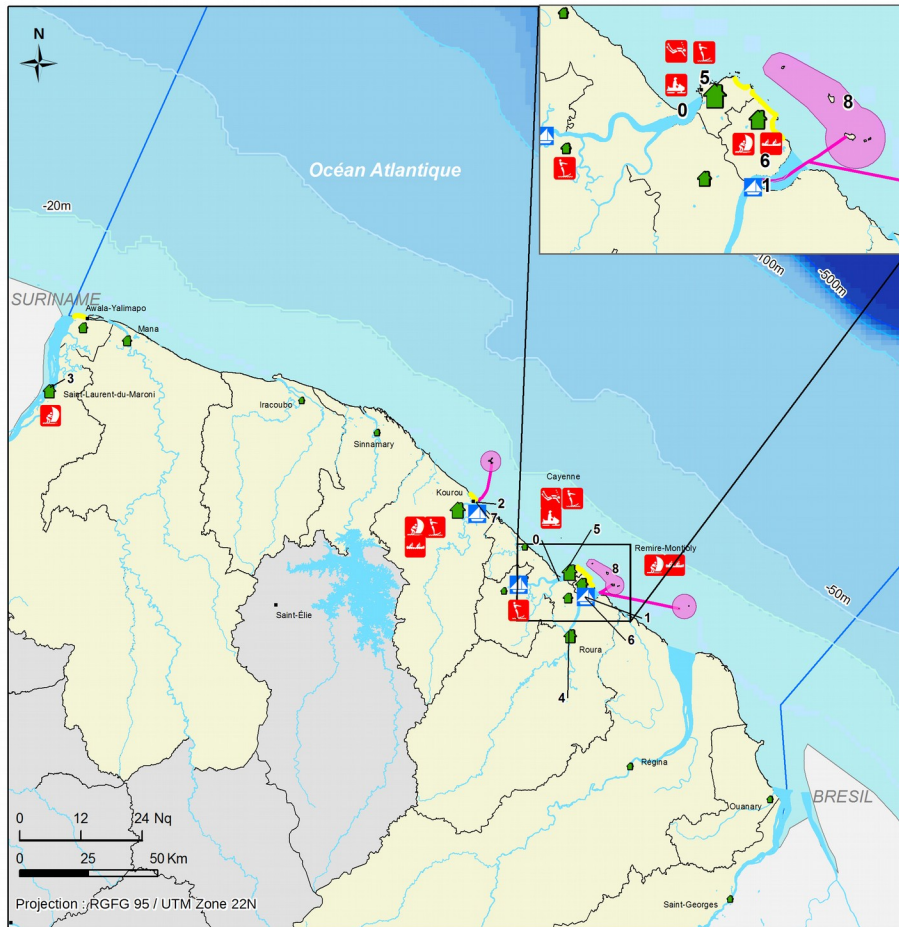 N
Océan Atlantique
-20m
5
8
0
6
1
-100m
-500m
SURINAME
Awala-Yalimapo
Mana
3
Saint-Laurent-du-Maroni
Iracoubo
Sinnamary
Kourou
2
7
Cayenne
5
0
Remire-Montjoly
8
-50m
Saint-Élie
1
6
Roura
4
Régina
Ouanary
BRESIL
0 12 24 Nq
0 25 50 Km
Projection : RGFG 95 / UTM Zone 22N
Saint-Georges